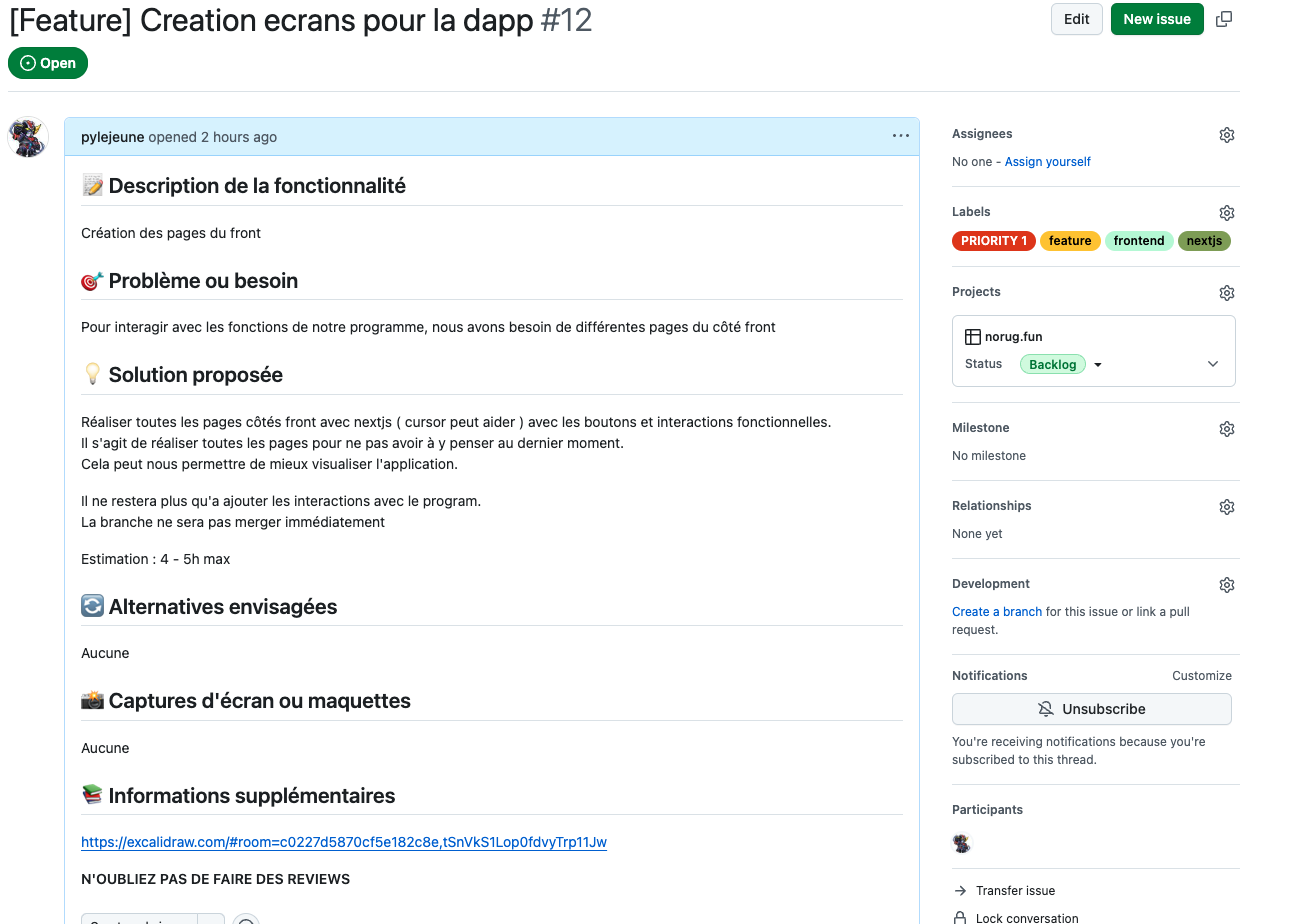 [Feature] Creation ecrans pour la dapp #12
Edit
New issue
Open
pylejeune opened 2 hours ago
Description de la fonctionnalité
Création des pages du front
Problème ou besoin
Pour interagir avec les fonctions de notre programme, nous avons besoin de différentes pages du côté front
Solution proposée
Réaliser toutes les pages côtés front avec nextjs ( cursor peut aider ) avec les boutons et interactions fonctionnelles.
Il s'agit de réaliser toutes les pages pour ne pas avoir à y penser au dernier moment.
Cela peut nous permettre de mieux visualiser l'application.
Il ne restera plus qu'a ajouter les interactions avec le program.
La branche ne sera pas merger immédiatement
Estimation : 4 - 5h max
Alternatives envisagées
Aucune
Captures d'écran ou maquettes
Aucune
Informations supplémentaires
https://excalidraw.com/#room=c0227d5870cf5e182c8e,tSnVkS1Lop0fdvyTrp11Jw
N'OUBLIEZ PAS DE FAIRE DES REVIEWS
Assignees
No one - Assign yourself
Labels
PRIORITY 1 feature frontend nextjs
Projects
norug.fun
Status Backlog
Milestone
No milestone
Relationships
None yet
Development
Create a branch for this issue or link a pull
request.
Notifications Customize
Unsubscribe
You're receiving notifications because you're
subscribed to this thread.
Participants
Transfer issue
Lock conversation